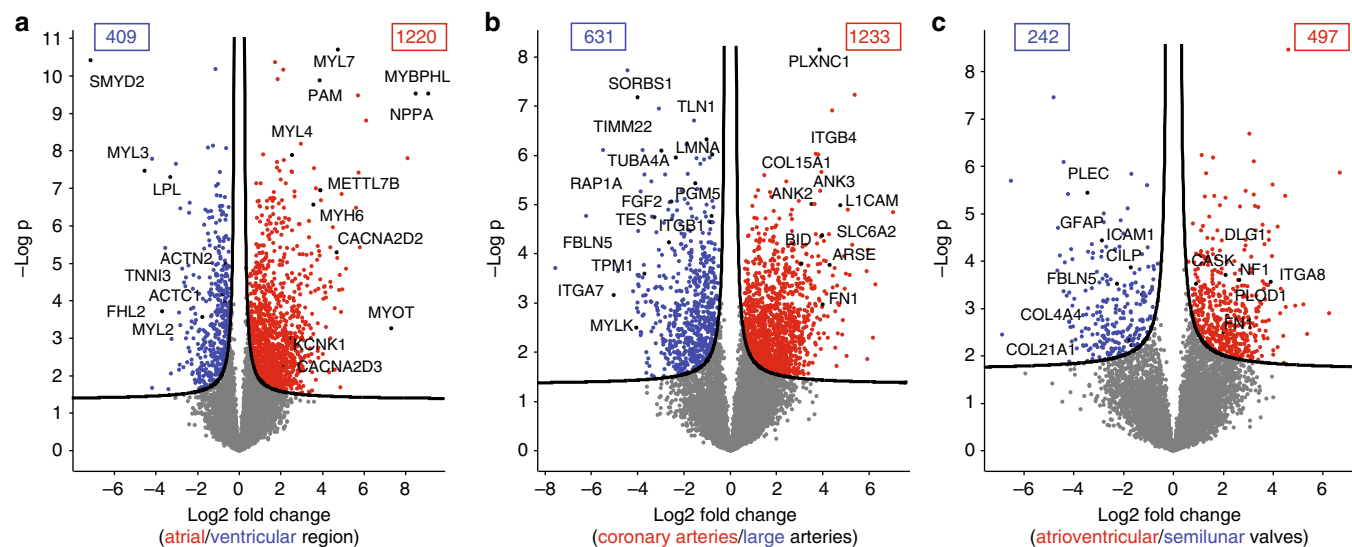 a
409
1220
11
10
9
8
7
6
5
4
3
2
1
0
–Log p
SMYD2
MYL7
MYBPHL
PAM
NPPA
MYL4
MYL3
LPL
METTL7B
MYH6
CACNA2D2
ACTN2
TNNI3
ACTC1
FHL2
MYL2
MYOT
KCNK1
CACNA2D3
–6 –4 –2 0 2 4 6 8
Log2 fold change
(atrial/ventricular region)
b
631
1233
8
7
6
5
4
3
2
1
0
–Log p
PLXNC1
SORBS1
TLN1
TIMM22
ITGB4
LMNA
TUBA4A
COL15A1
RAP1A
PGM5
ANK3
FGF2
ANK2
L1CAM
TES
ITGB1
SLC6A2
FBLN5
BID
ARSE
TPM1
ITGA7
FN1
MYLK
–8 –6 –4 –2 0 2 4 6
Log2 fold change
(coronary arteries/large arteries)
c
242
497
8
6
4
2
0
–Log p
PLEC
GFAP
ICAM1
DLG1
CILP
CASK
FBLN5
NF1
ITGA8
PLOD1
COL4A4
FN1
COL21A1
–6 –4 –2 0 2 4 6
Log2 fold change
(atrioventricular/semilunar valves)